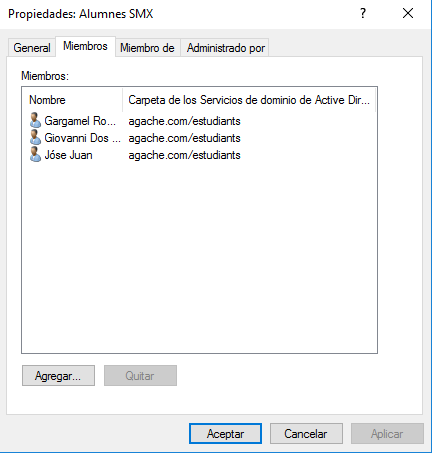 Propiedades: Alumnes SMX ? ×
General Miembros Miembro de Administrado por
Miembros:
Nombre Carpeta de los Servicios de dominio de Active Dir...
Gargamel Ro... agache.com/estudiants
Giovanni Dos ... agache.com/estudiants
Jóse Juan agache.com/estudiants
Agregar... Quitar
Aceptar Cancelar Aplicar